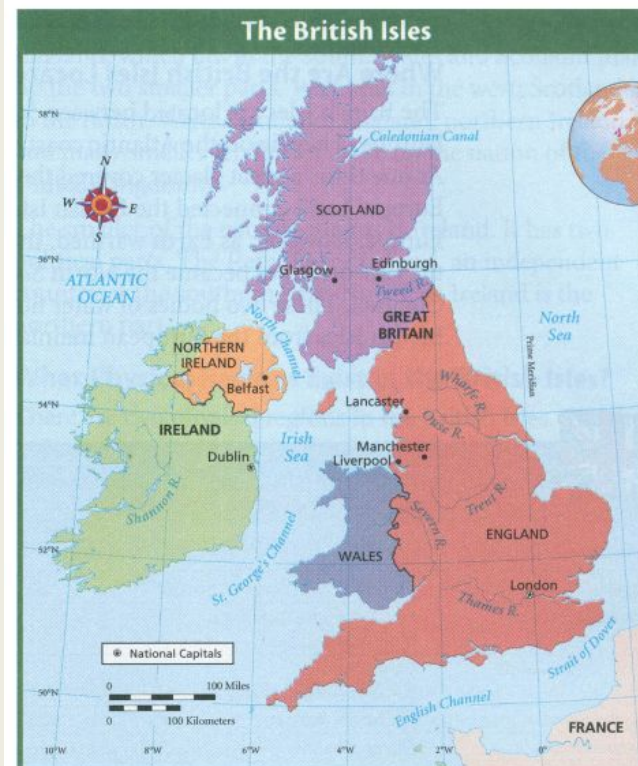 The British Isles
58°N
Caledonian Canal
N
W E
S
SCOTLAND
ATLANTIC
OCEAN
56°N
Glasgow
Edinburgh
Tweed R.
GREAT
BRITAIN
North
Sea
North Channel
NORTHERN
IRELAND
Belfast
Prime Meridian
54°N
Lancaster
Wharfe R.
Ouse R.
IRELAND
Irish
Sea
Dublin
Manchester
Liverpool
Shannon R.
Trent R.
Severn R.
ENGLAND
52°N
WALES
St. George's Channel
London
Thames R.
National Capitals
Strait of Dover
0 100 Miles
0 100 Kilometers
50°N
English Channel
FRANCE
10°W 8°W 6°W 4°W 2°W 0°